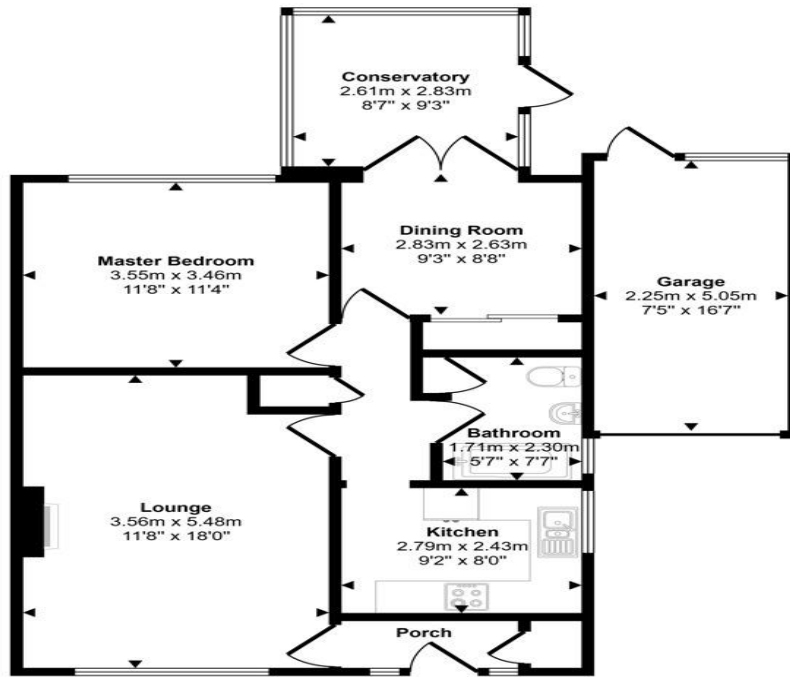 Conservatory
2.61m x 2.83m
8'7" x 9'3"
Dining Room
2.83m x 2.63m
9'3" x 8'8"
Master Bedroom
3.55m x 3.46m
11'8" x 11'4"
Garage
2.25m x 5.05m
7'5" x 16'7"
Bathroom
1.71m x 2.30m
5'7" x 7'7"
Lounge
3.56m x 5.48m
11'8" x 18'0"
Kitchen
2.79m x 2.43m
9'2" x 8'0"
Porch